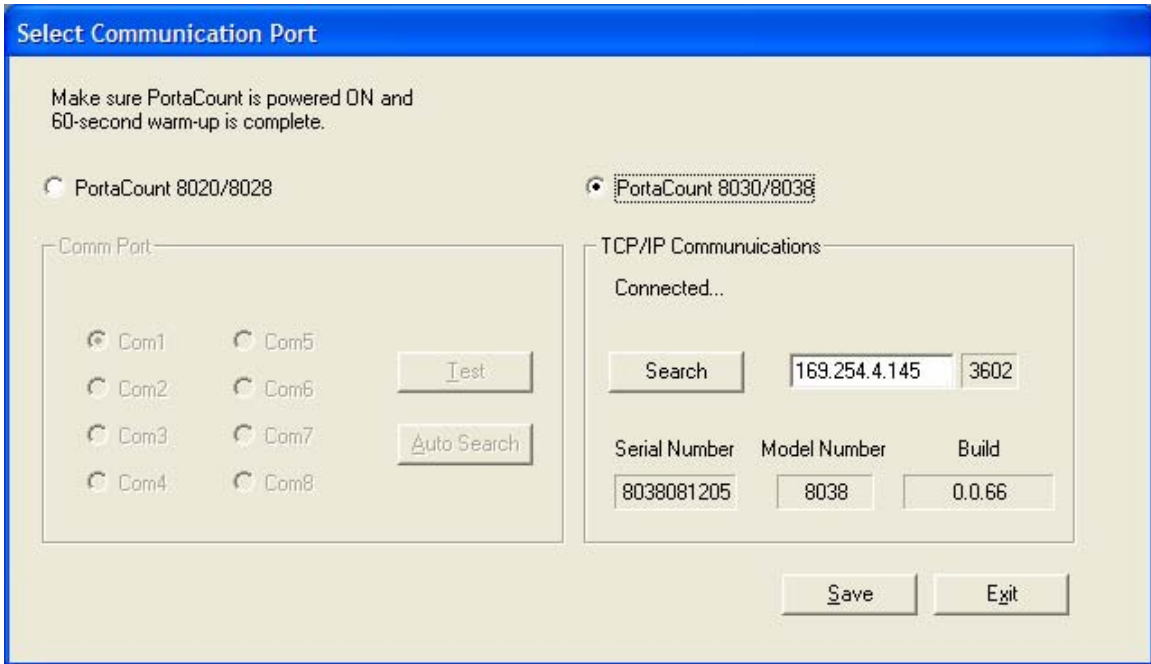 Select Communication Port
Make sure PortaCount is powered ON and
60-second warm-up is complete.
PortaCount 8020/8028
PortaCount 8030/8038
Comm Port
Com1
Com5
Com2
Com6
Com3
Com7
Com4
Com8
Test
Auto Search
TCP/IP Communuications
Connected...
Search
169.254.4.145
3602
Serial Number
Model Number
Build
8038081205
8038
0.0.66
Save
Exit